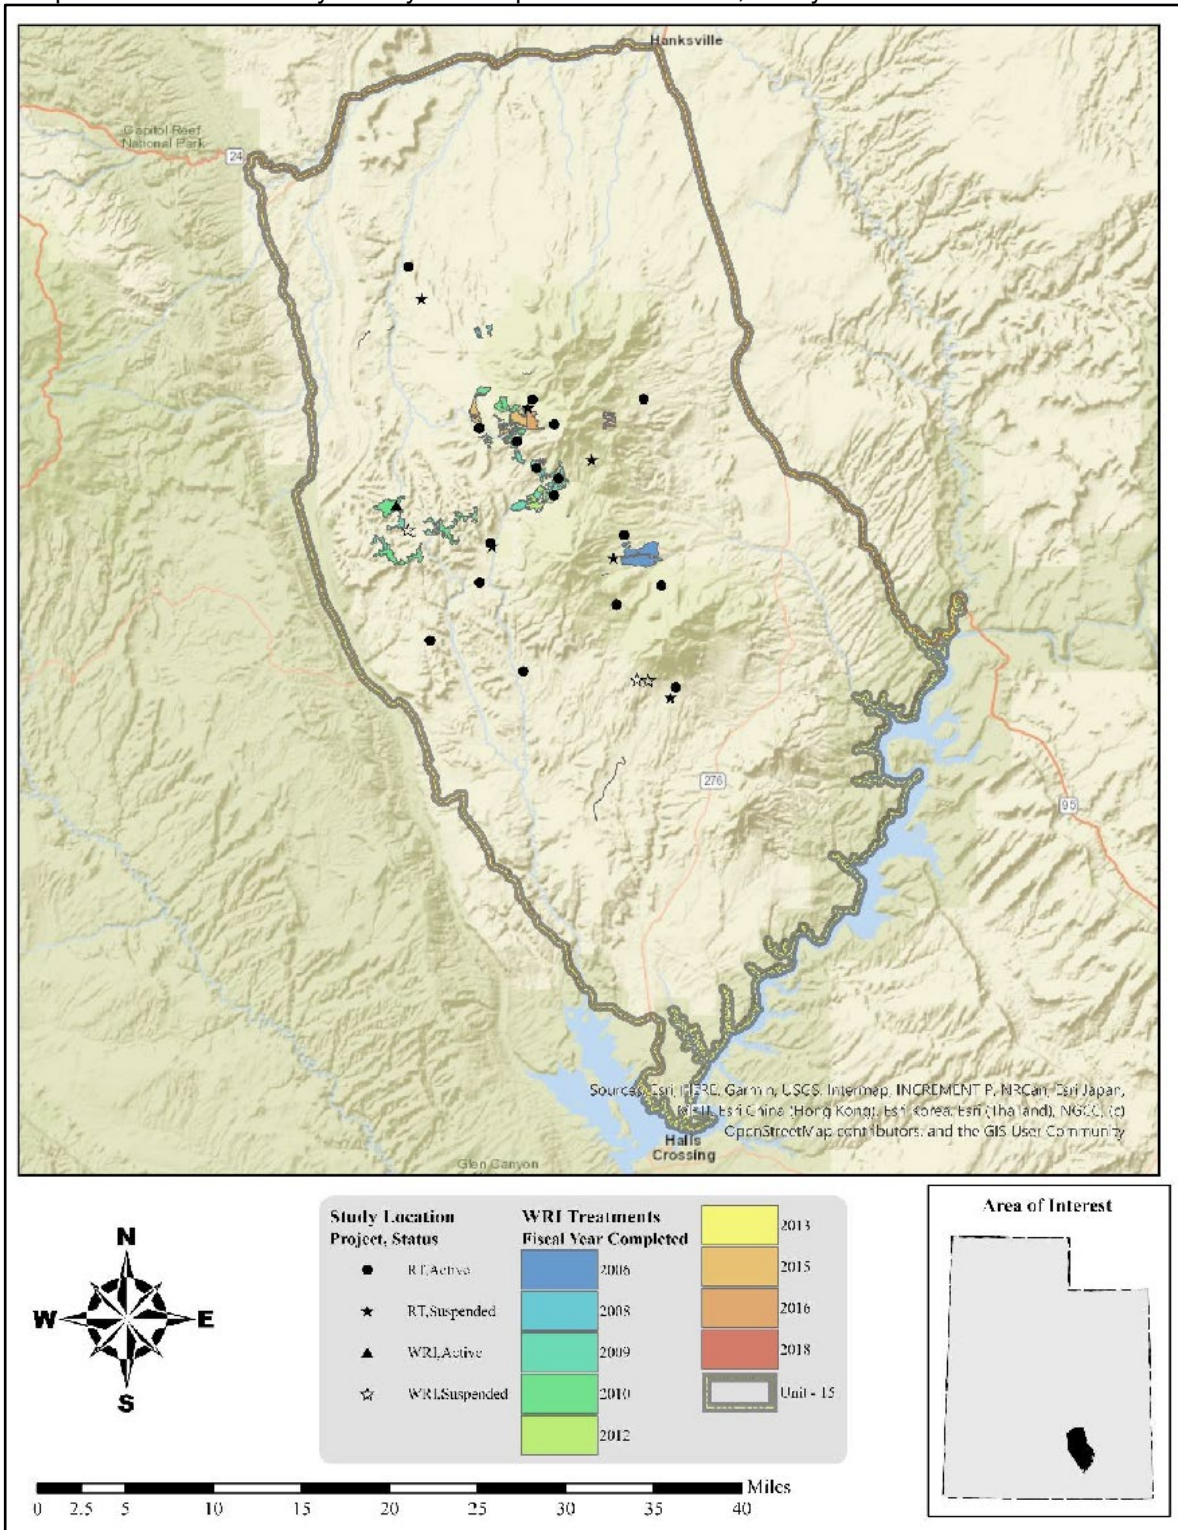 Hanksville
Capitol Reef
National Park
24
276
95
Sources: Esri, HERE, Garmin, USGS, Intermap, INCREMENT P, NRCan, Esri Japan,
METI, Esri China (Hong Kong), Esri Korea, Esri (Thailand), NGCC, (c)
OpenStreetMap contributors, and the GIS User Community
Halls
Crossing
Glen Canyon
N
W E
S
Study Location
Project, Status
RT,Active
RT,Suspended
WRI,Active
WRI,Suspended
WRI Treatments
Fiscal Year Completed
2006
2008
2009
2010
2012
2013
2015
2016
2018
Unit - 15
Area of Interest
Miles
0 2.5 5 10 15 20 25 30 35 40